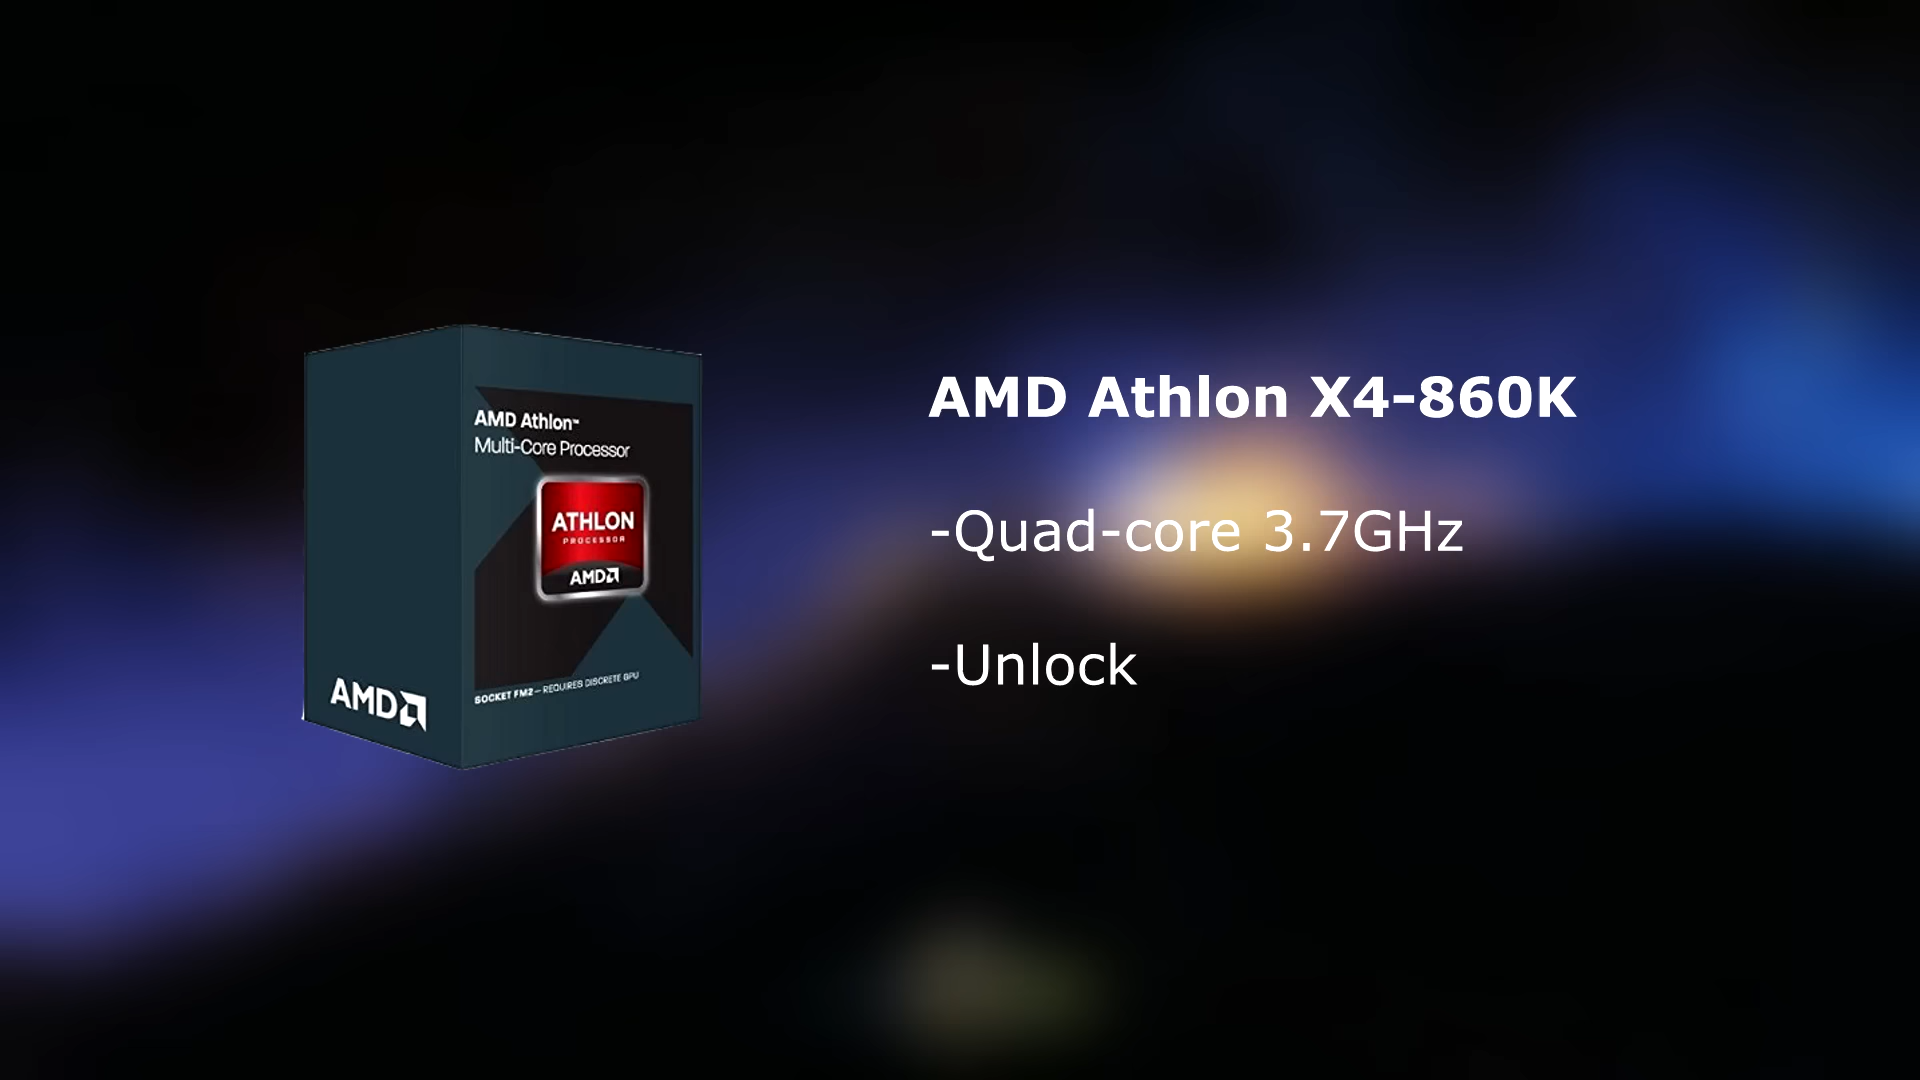 AMD Athlon™
Multi-Core Processor
ATHLON
PROCESSOR
AMD
SOCKET FM2 – REQUIRES DISCRETE GPU
AMD
AMD Athlon X4-860K
-Quad-core 3.7GHz
-Unlock